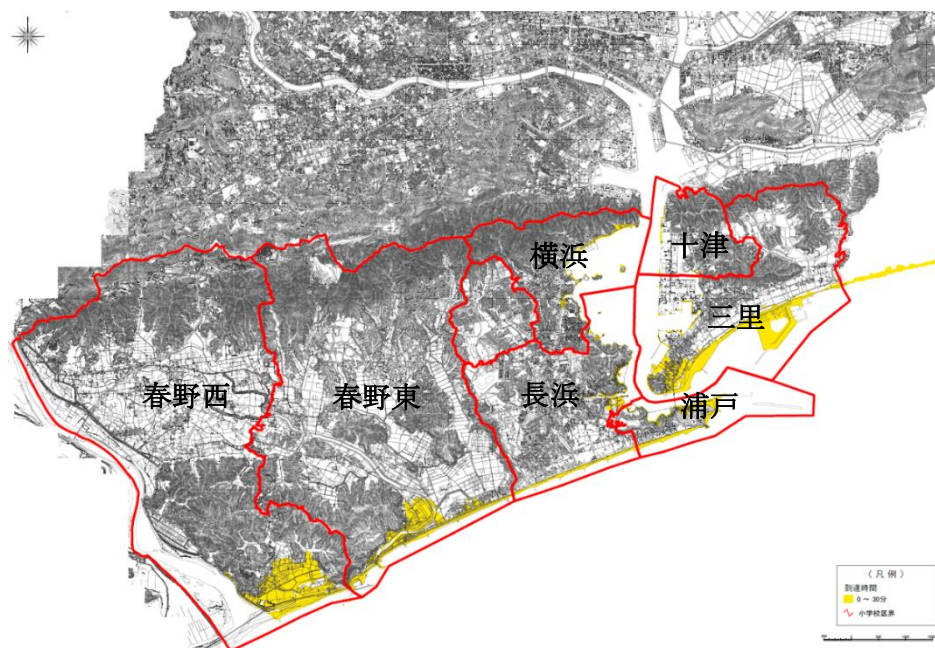 横浜
十津
三里
春野西
春野東
長浜
浦戸
〈凡例〉
到達時間
0～30分
小学校区界